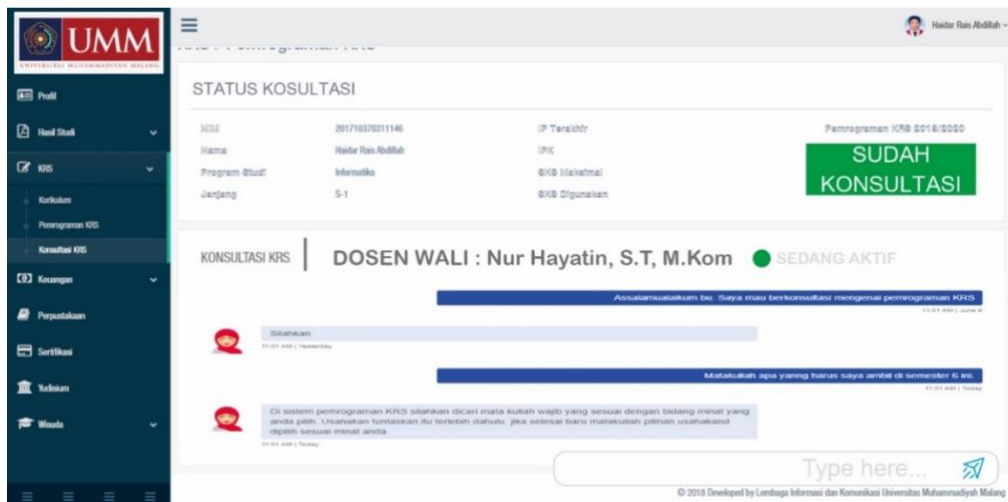 UMM
UNIVERSITAS MUHAMMADIYAH MALANG
Haidar Rais Abdillah
Profil
Hasil Studi
KRS
Kurikulum
Pemrograman KRS
Konsultasi KRS
Keuangan
Perpustakaan
Sertifikasi
Yudisium
Wisuda
STATUS KOSULTASI
NIM 201710370311146 IP Terakhir
Nama Haidar Rais Abdillah IPK
Program Studi Informatika SKS Maksimal
Jenjang S-1 SKS Digunakan
Pemrograman KRS
SUDAH
KONSULTASI
KONSULTASI KRS DOSEN WALI : Nur Hayatin, S.T, M.Kom SEDANG AKTIF
Assalamualaikum bu. Saya mau berkonsultasi mengenai pemrograman KRS
11:01 AM | June 9
Silahkan
11:01 AM | Yesterday
Matakuliah apa yanng harus saya ambil di semester 6 ini.
11:01 AM | Today
Di sistem pemrograman KRS silahkan dicari mata kuliah wajib yang sesuai dengan bidang minat yang
anda pilih. Usahakan tuntaskan itu terlebih dahulu. jika selesai baru matakuliah pilihan usahakand
dipilih sesuai minat anda.
11:01 AM | Today
Type here...
© 2018 Developed by Lembaga Informasi dan Komunikasi Universitas Muhammadiyah Malang